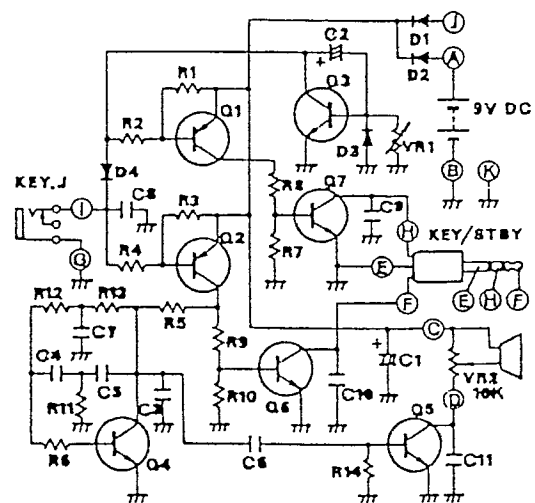 C2
J
D1
A
D2
R1
Q1
Q3
R2
D3
VR1
9V DC
D4
B
K
KEY.J
R8
Q7
I
C8
R3
C9
H
G
R4
Q2
KEY/STBY
E
R7
F
E
H
F
R12
R13
R5
C
C7
R9
C1
VR2
10K
C4
C3
R11
R10
Q6
C10
D
R6
Q4
C6
Q5
R14
C11